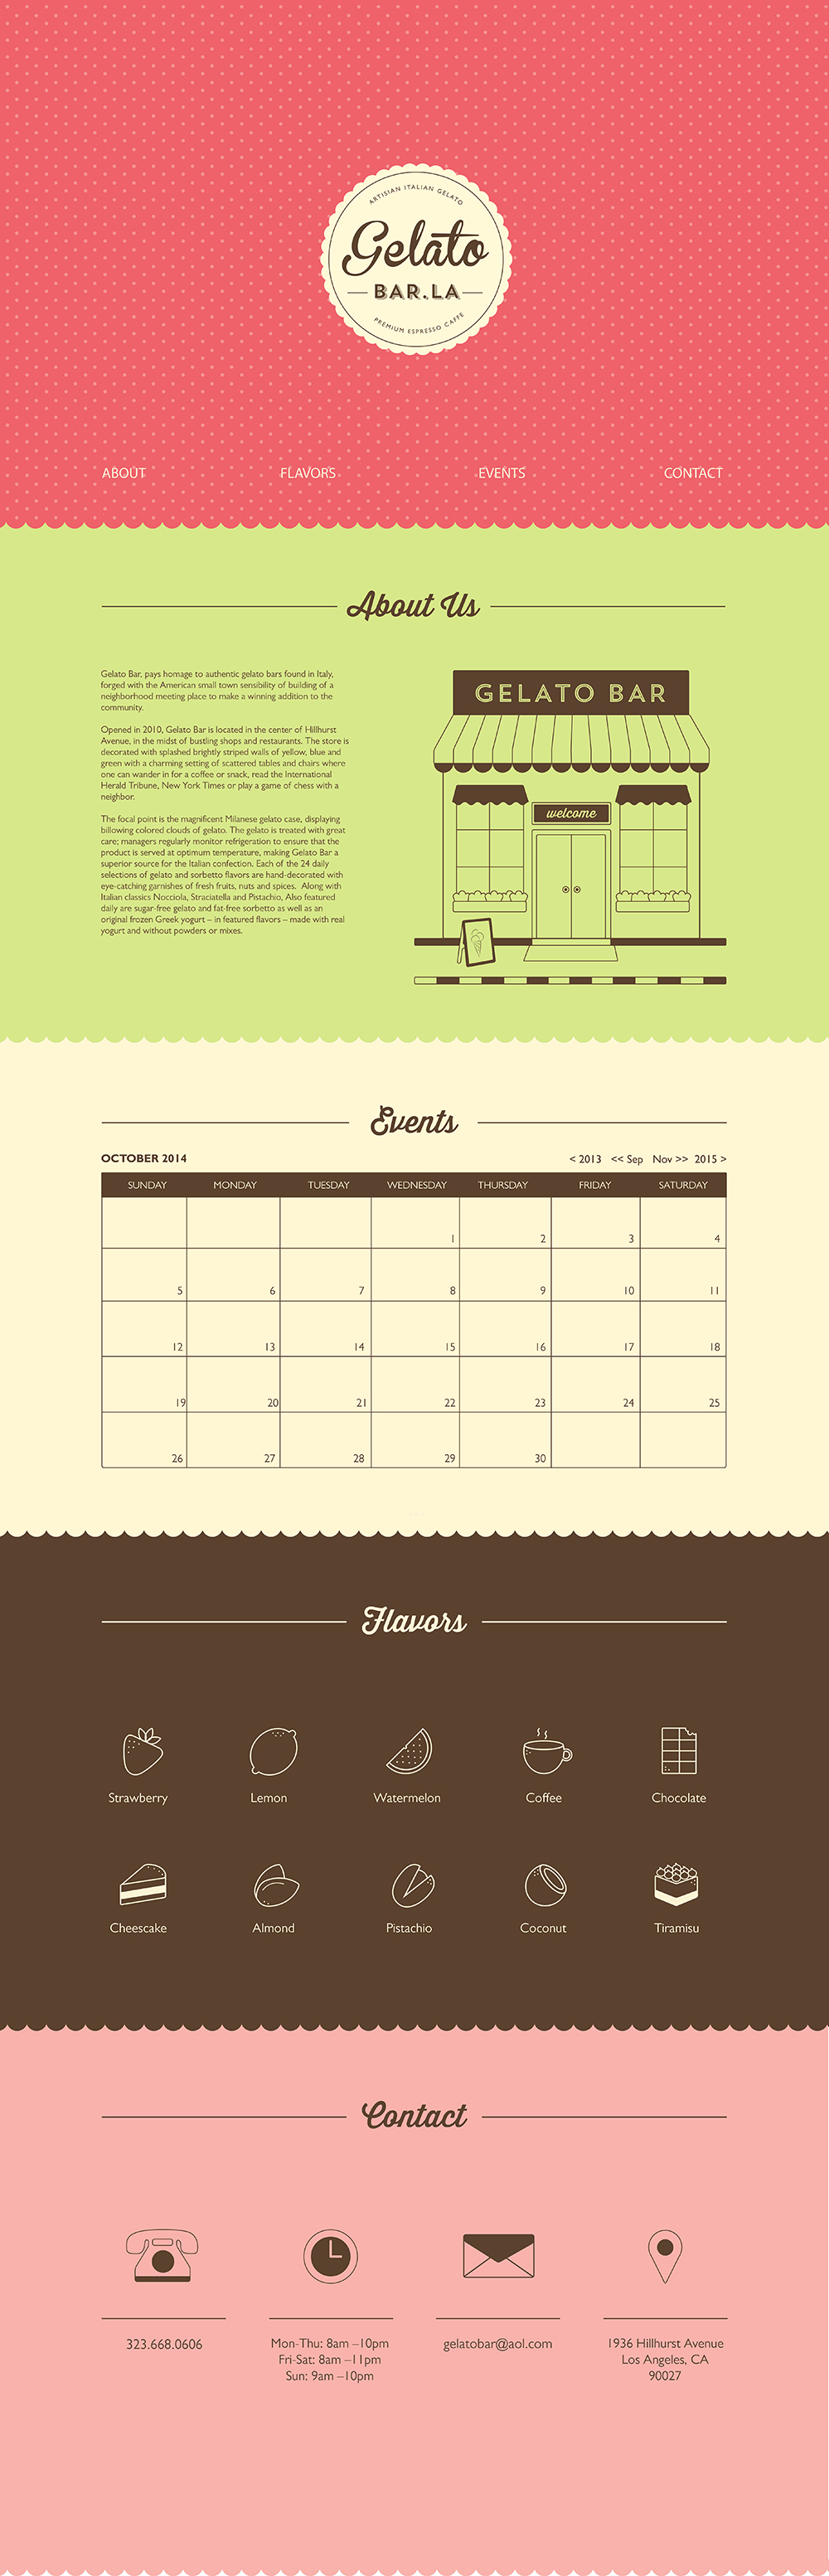 ARTISIAN ITALIAN GELATO
Gelato
BAR.LA
PREMIUM ESPRESSO CAFFE
ABOUT FLAVORS EVENTS CONTACT
About Us
Gelato Bar, pays homage to authentic gelato bars found in Italy,
forged with the American small town sensibility of building of a
neighborhood meeting place to make a winning addition to the
community.
Opened in 2010, Gelato Bar is located in the center of Hillhurst
Avenue, in the midst of bustling shops and restaurants. The store is
decorated with splashed brightly striped walls of yellow, blue and
green with a charming setting of scattered tables and chairs where
one can wander in for a coffee or snack, read the International
Herald Tribune, New York Times or play a game of chess with a
neighbor.
The focal point is the magnificent Milanese gelato case, displaying
billowing colored clouds of gelato. The gelato is treated with great
care; managers regularly monitor refrigeration to ensure that the
product is served at optimum temperature, making Gelato Bar a
superior source for the Italian confection. Each of the 24 daily
selections of gelato and sorbetto flavors are hand-decorated with
eye-catching garnishes of fresh fruits, nuts and spices. Along with
Italian classics Nocciola, Straciatella and Pistachio, Also featured
daily are sugar-free gelato and fat-free sorbetto as well as an
original frozen Greek yogurt – in featured flavors – made with real
yogurt and without powders or mixes.
GELATO BAR
welcome
Events
OCTOBER 2014 < 2013 << Sep Nov >> 2015 >
SUNDAY MONDAY TUESDAY WEDNESDAY THURSDAY FRIDAY SATURDAY
1 2 3 4
5 6 7 8 9 10 11
12 13 14 15 16 17 18
19 20 21 22 23 24 25
26 27 28 29 30
Flavors
Strawberry Lemon Watermelon Coffee Chocolate
Cheescake Almond Pistachio Coconut Tiramisu
Contact
323.668.0606
Mon-Thu: 8am –10pm
Fri-Sat: 8am –11pm
Sun: 9am –10pm
gelatobar@aol.com
1936 Hillhurst Avenue
Los Angeles, CA
90027